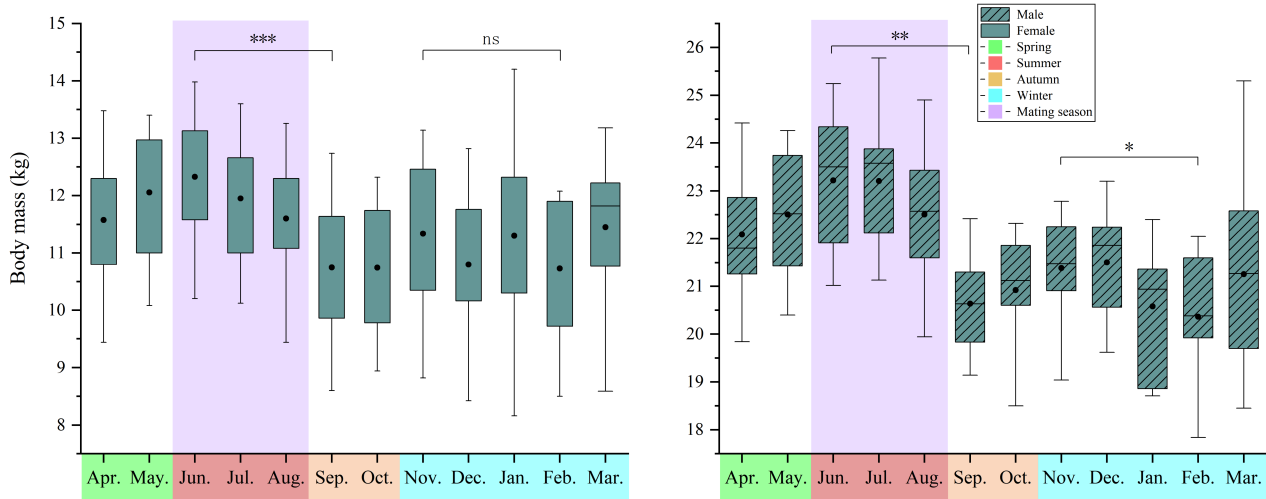 Body mass (kg)
15
14
13
12
11
10
9
8
***
ns
Apr. May. Jun. Jul. Aug. Sep. Oct. Nov. Dec. Jan. Feb. Mar.
26
25
24
23
22
21
20
19
18
**
*
Male
Female
Spring
Summer
Autumn
Winter
Mating season
Apr. May. Jun. Jul. Aug. Sep. Oct. Nov. Dec. Jan. Feb. Mar.